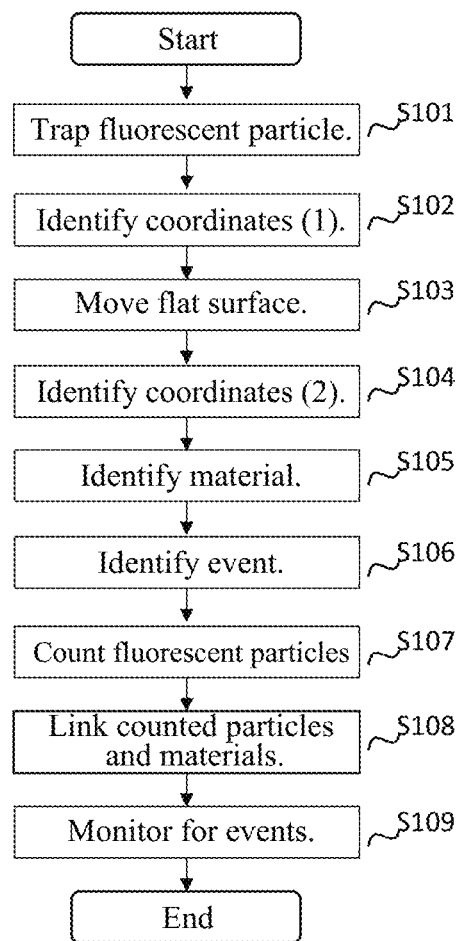 Start
Trap fluorescent particle. S101
Identify coordinates (1). S102
Move flat surface. S103
Identify coordinates (2). S104
Identify material. S105
Identify event. S106
Count fluorescent particles S107
Link counted particles
and materials. S108
Monitor for events. S109
End